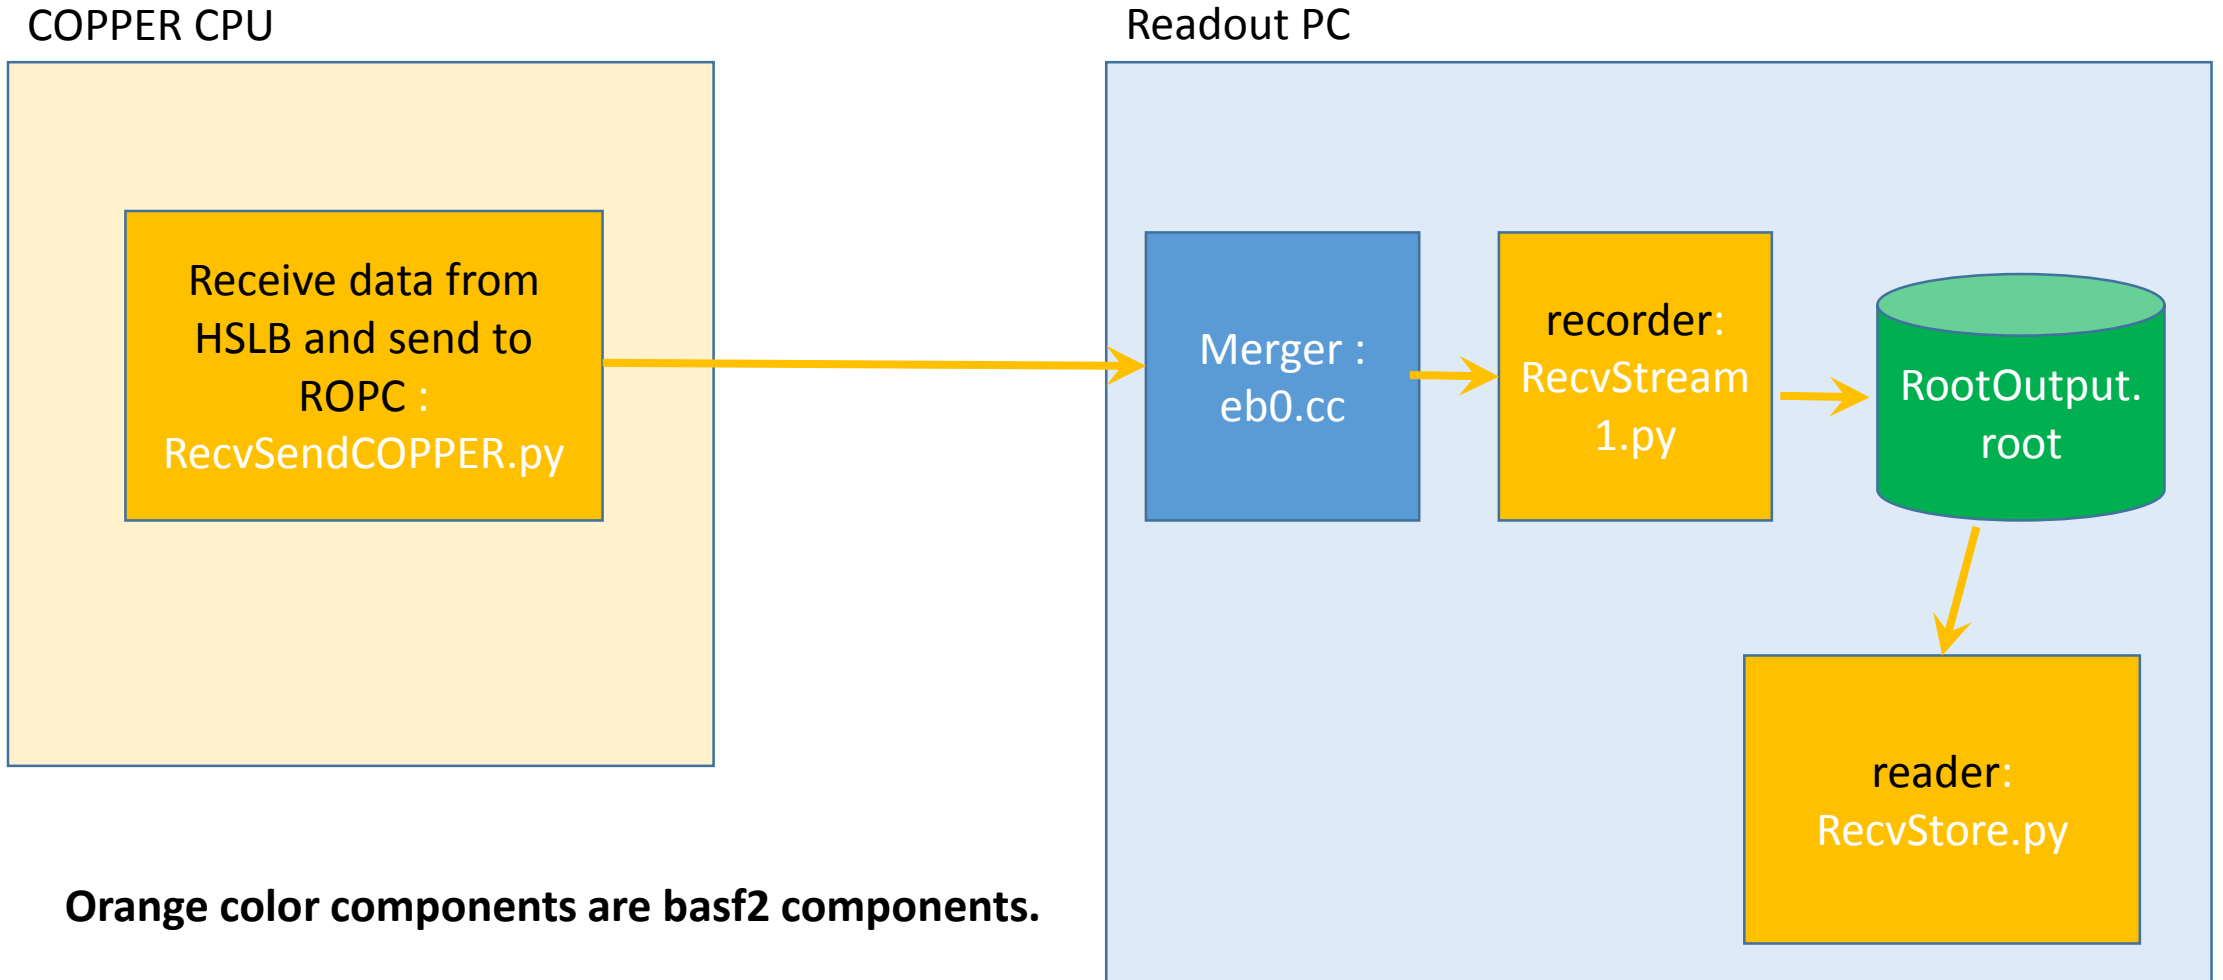 COPPER CPU
Readout PC
Receive data from
HSLB and send to
ROPC :
RecvSendCOPPER.py
Merger :
eb0.cc
recorder:
RecvStream
1.py
RootOutput.
root
reader:
RecvStore.py
Orange color components are basf2 components.